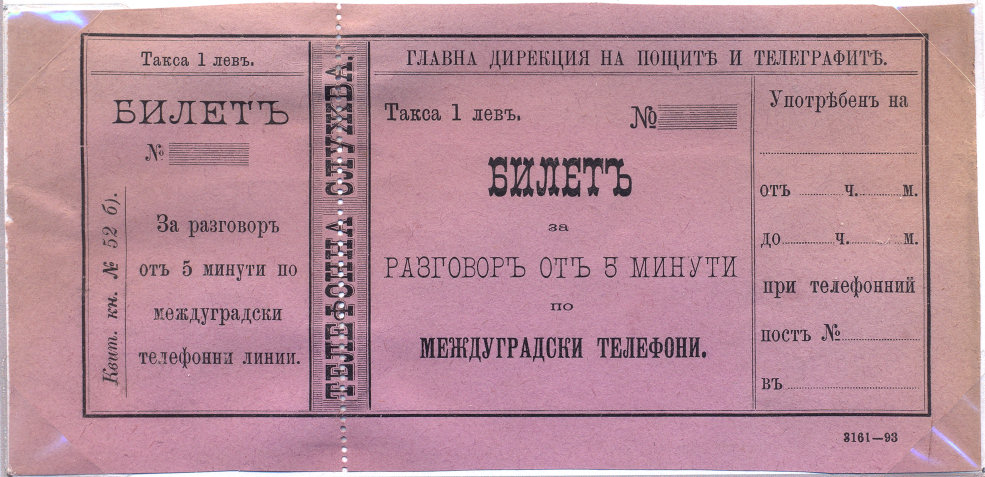 Такса 1 левъ.
БИЛЕТЪ
№
За разговоръ
отъ 5 минути по
междуградски
телефонни линии.
Квит. кн. № 52 б).
ТЕЛЕФОННА СЛУЖБА.
ГЛАВНА ДИРЕКЦИЯ НА ПОЩИТѢ И ТЕЛЕГРАФИТѢ.
Такса 1 левъ. №
БИЛЕТЪ
за
РАЗГОВОРЪ ОТЪ 5 МИНУТИ
по
МЕЖДУГРАДСКИ ТЕЛЕФОНИ.
Употрѣбенъ на
отъ ч. м.
до ч. м.
при телефонний
постъ №
въ
3161—93